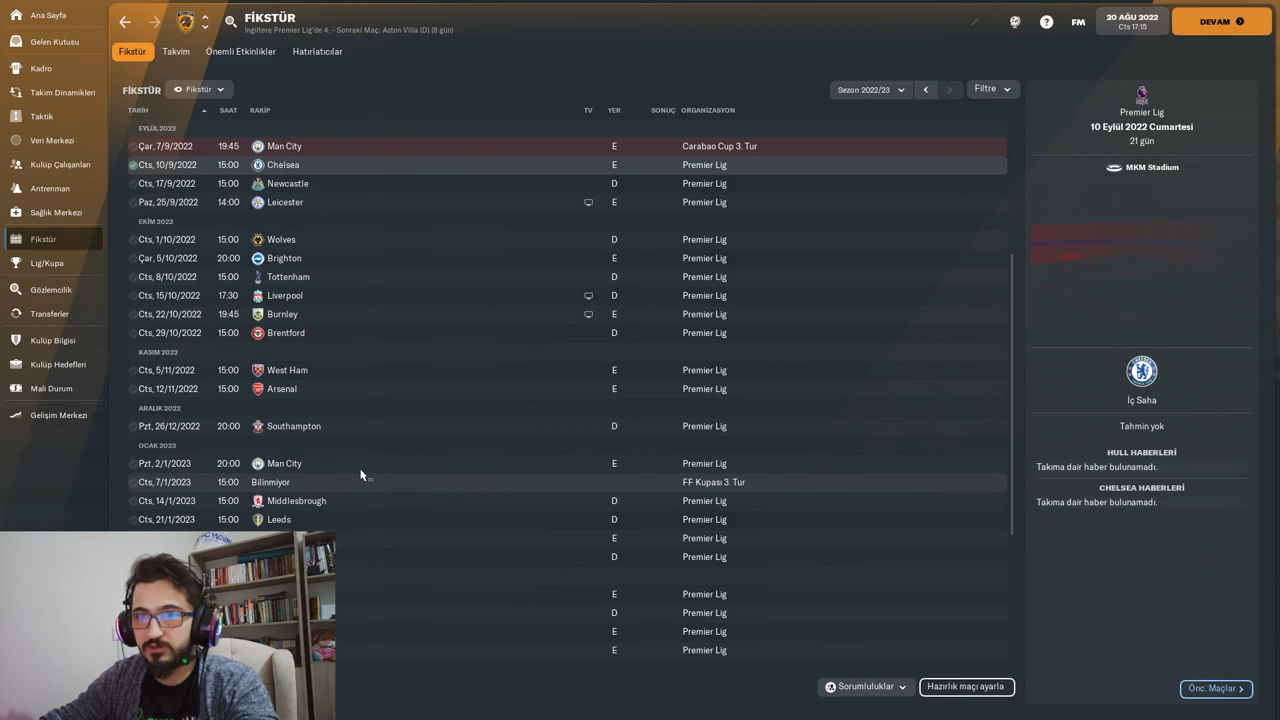 Ana Sayfa
Gelen Kutusu
Kadro
Takım Dinamikleri
Taktik
Veri Merkezi
Kulüp Çalışanları
Antrenman
Sağlık Merkezi
Fikstür
Lig/Kupa
Gözlemcilik
Transferler
Kulüp Bilgisi
Kulüp Hedefleri
Mali Durum
Gelişim Merkezi
FİKSTÜR
İngiltere Premier Lig'de 4. - Sonraki Maç: Aston Villa (D) (8 gün)
FM
20 AĞU 2022
Cts 17:15
DEVAM
Fikstür Takvim Önemli Etkinlikler Hatırlatıcılar
FİKSTÜR Fikstür Sezon 2022/23 Filtre
TARİH SAAT RAKİP TV YER SONUÇ ORGANİZASYON
EYLÜL 2022
Çar, 7/9/2022 19:45 Man City E Carabao Cup 3. Tur
Cts, 10/9/2022 15:00 Chelsea E Premier Lig
Cts, 17/9/2022 15:00 Newcastle D Premier Lig
Paz, 25/9/2022 14:00 Leicester E Premier Lig
EKİM 2022
Cts, 1/10/2022 15:00 Wolves D Premier Lig
Çar, 5/10/2022 20:00 Brighton E Premier Lig
Cts, 8/10/2022 15:00 Tottenham D Premier Lig
Cts, 15/10/2022 17:30 Liverpool D Premier Lig
Cts, 22/10/2022 19:45 Burnley E Premier Lig
Cts, 29/10/2022 15:00 Brentford D Premier Lig
KASIM 2022
Cts, 5/11/2022 15:00 West Ham E Premier Lig
Cts, 12/11/2022 15:00 Arsenal E Premier Lig
ARALIK 2022
Pzt, 26/12/2022 20:00 Southampton D Premier Lig
OCAK 2023
Pzt, 2/1/2023 20:00 Man City E Premier Lig
Cts, 7/1/2023 15:00 Bilinmiyor FF Kupası 3. Tur
Cts, 14/1/2023 15:00 Middlesbrough D Premier Lig
Cts, 21/1/2023 15:00 Leeds D Premier Lig
E Premier Lig
D Premier Lig
E Premier Lig
D Premier Lig
E Premier Lig
E Premier Lig
Sorumluluklar Hazırlık maçı ayarla
Premier Lig
10 Eylül 2022 Cumartesi
21 gün
MKM Stadium
İç Saha
Tahmin yok
HULL HABERLERİ
Takıma dair haber bulunamadı.
CHELSEA HABERLERİ
Takıma dair haber bulunamadı.
Önc. Maçlar